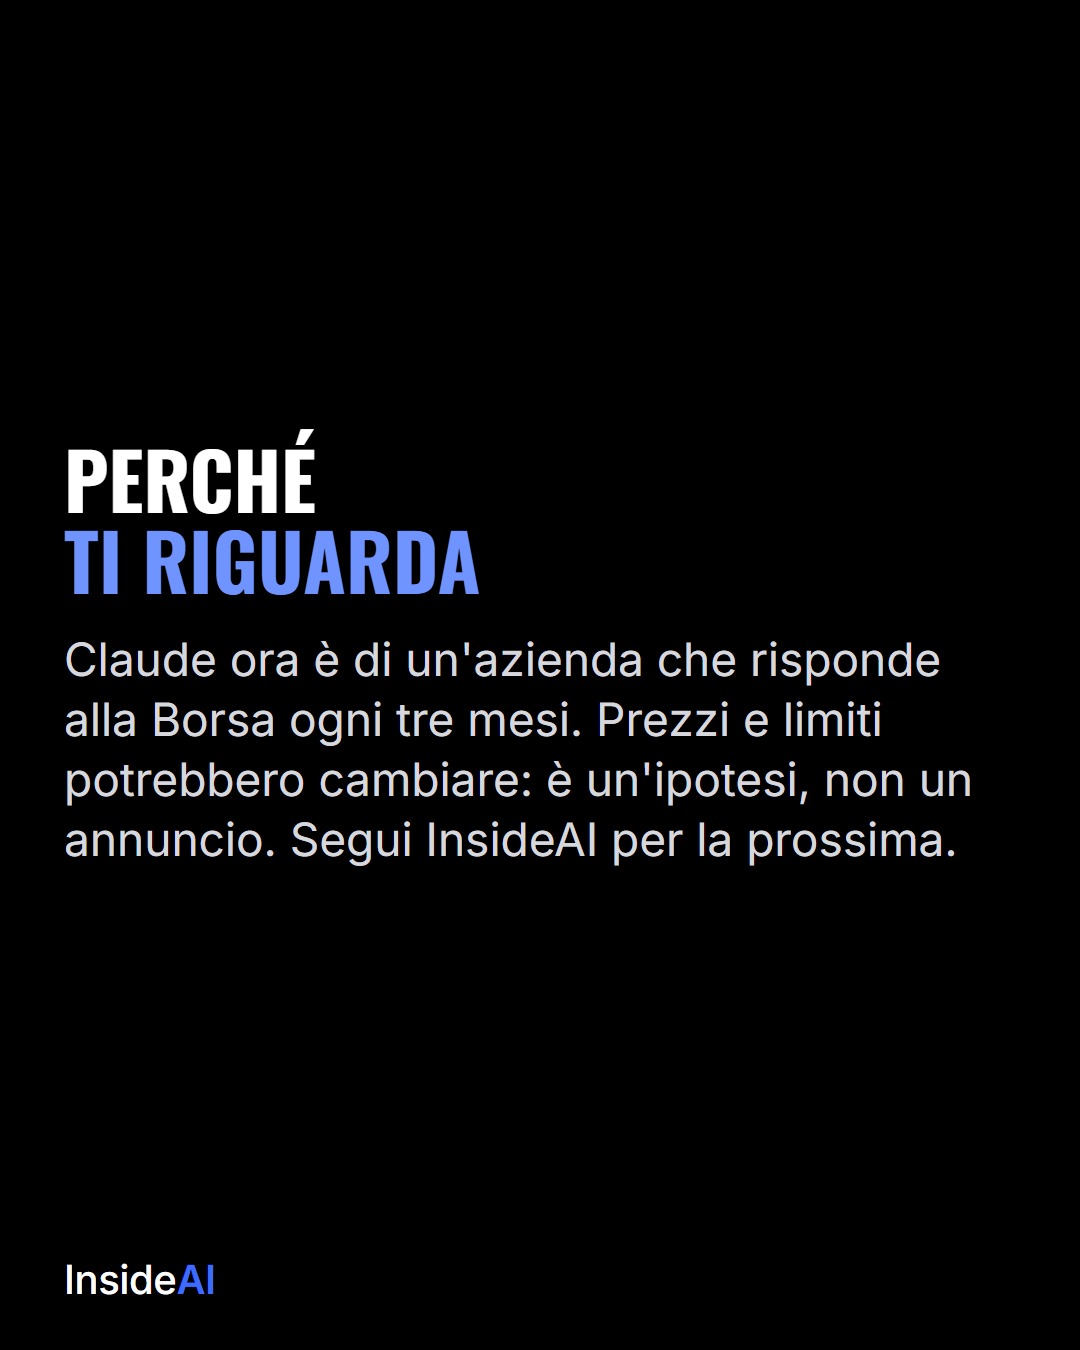 PERCHÉ
TI RIGUARDA
Claude ora è di un'azienda che risponde
alla Borsa ogni tre mesi. Prezzi e limiti
potrebbero cambiare: è un'ipotesi, non un
annuncio. Segui InsideAI per la prossima.
InsideAI